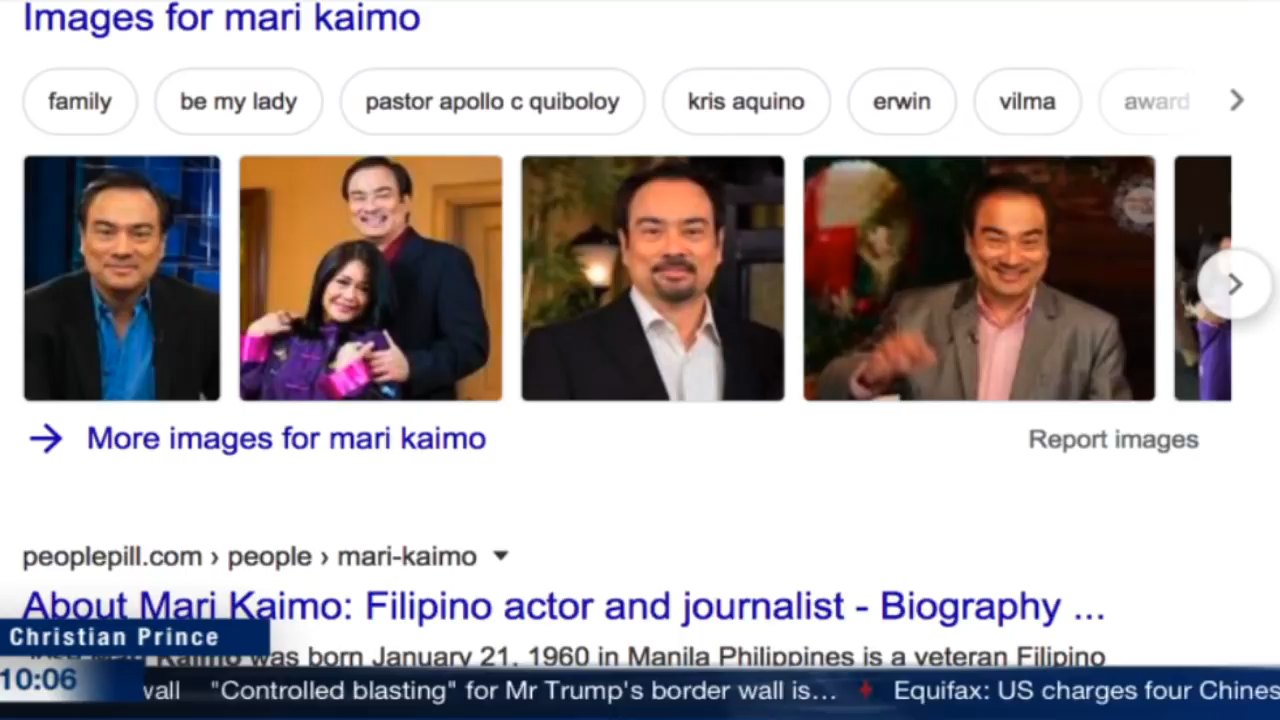 Images for mari kaimo
family
be my lady
pastor apollo c quiboloy
kris aquino
erwin
vilma
award
More images for mari kaimo
Report images
peoplepill.com › people › mari-kaimo
About Mari Kaimo: Filipino actor and journalist - Biography ...
Kaimo was born January 21, 1960 in Manila Philippines is a veteran Filipino
Christian Prince
10:06
wall "Controlled blasting" for Mr Trump's border wall is... Equifax: US charges four Chines